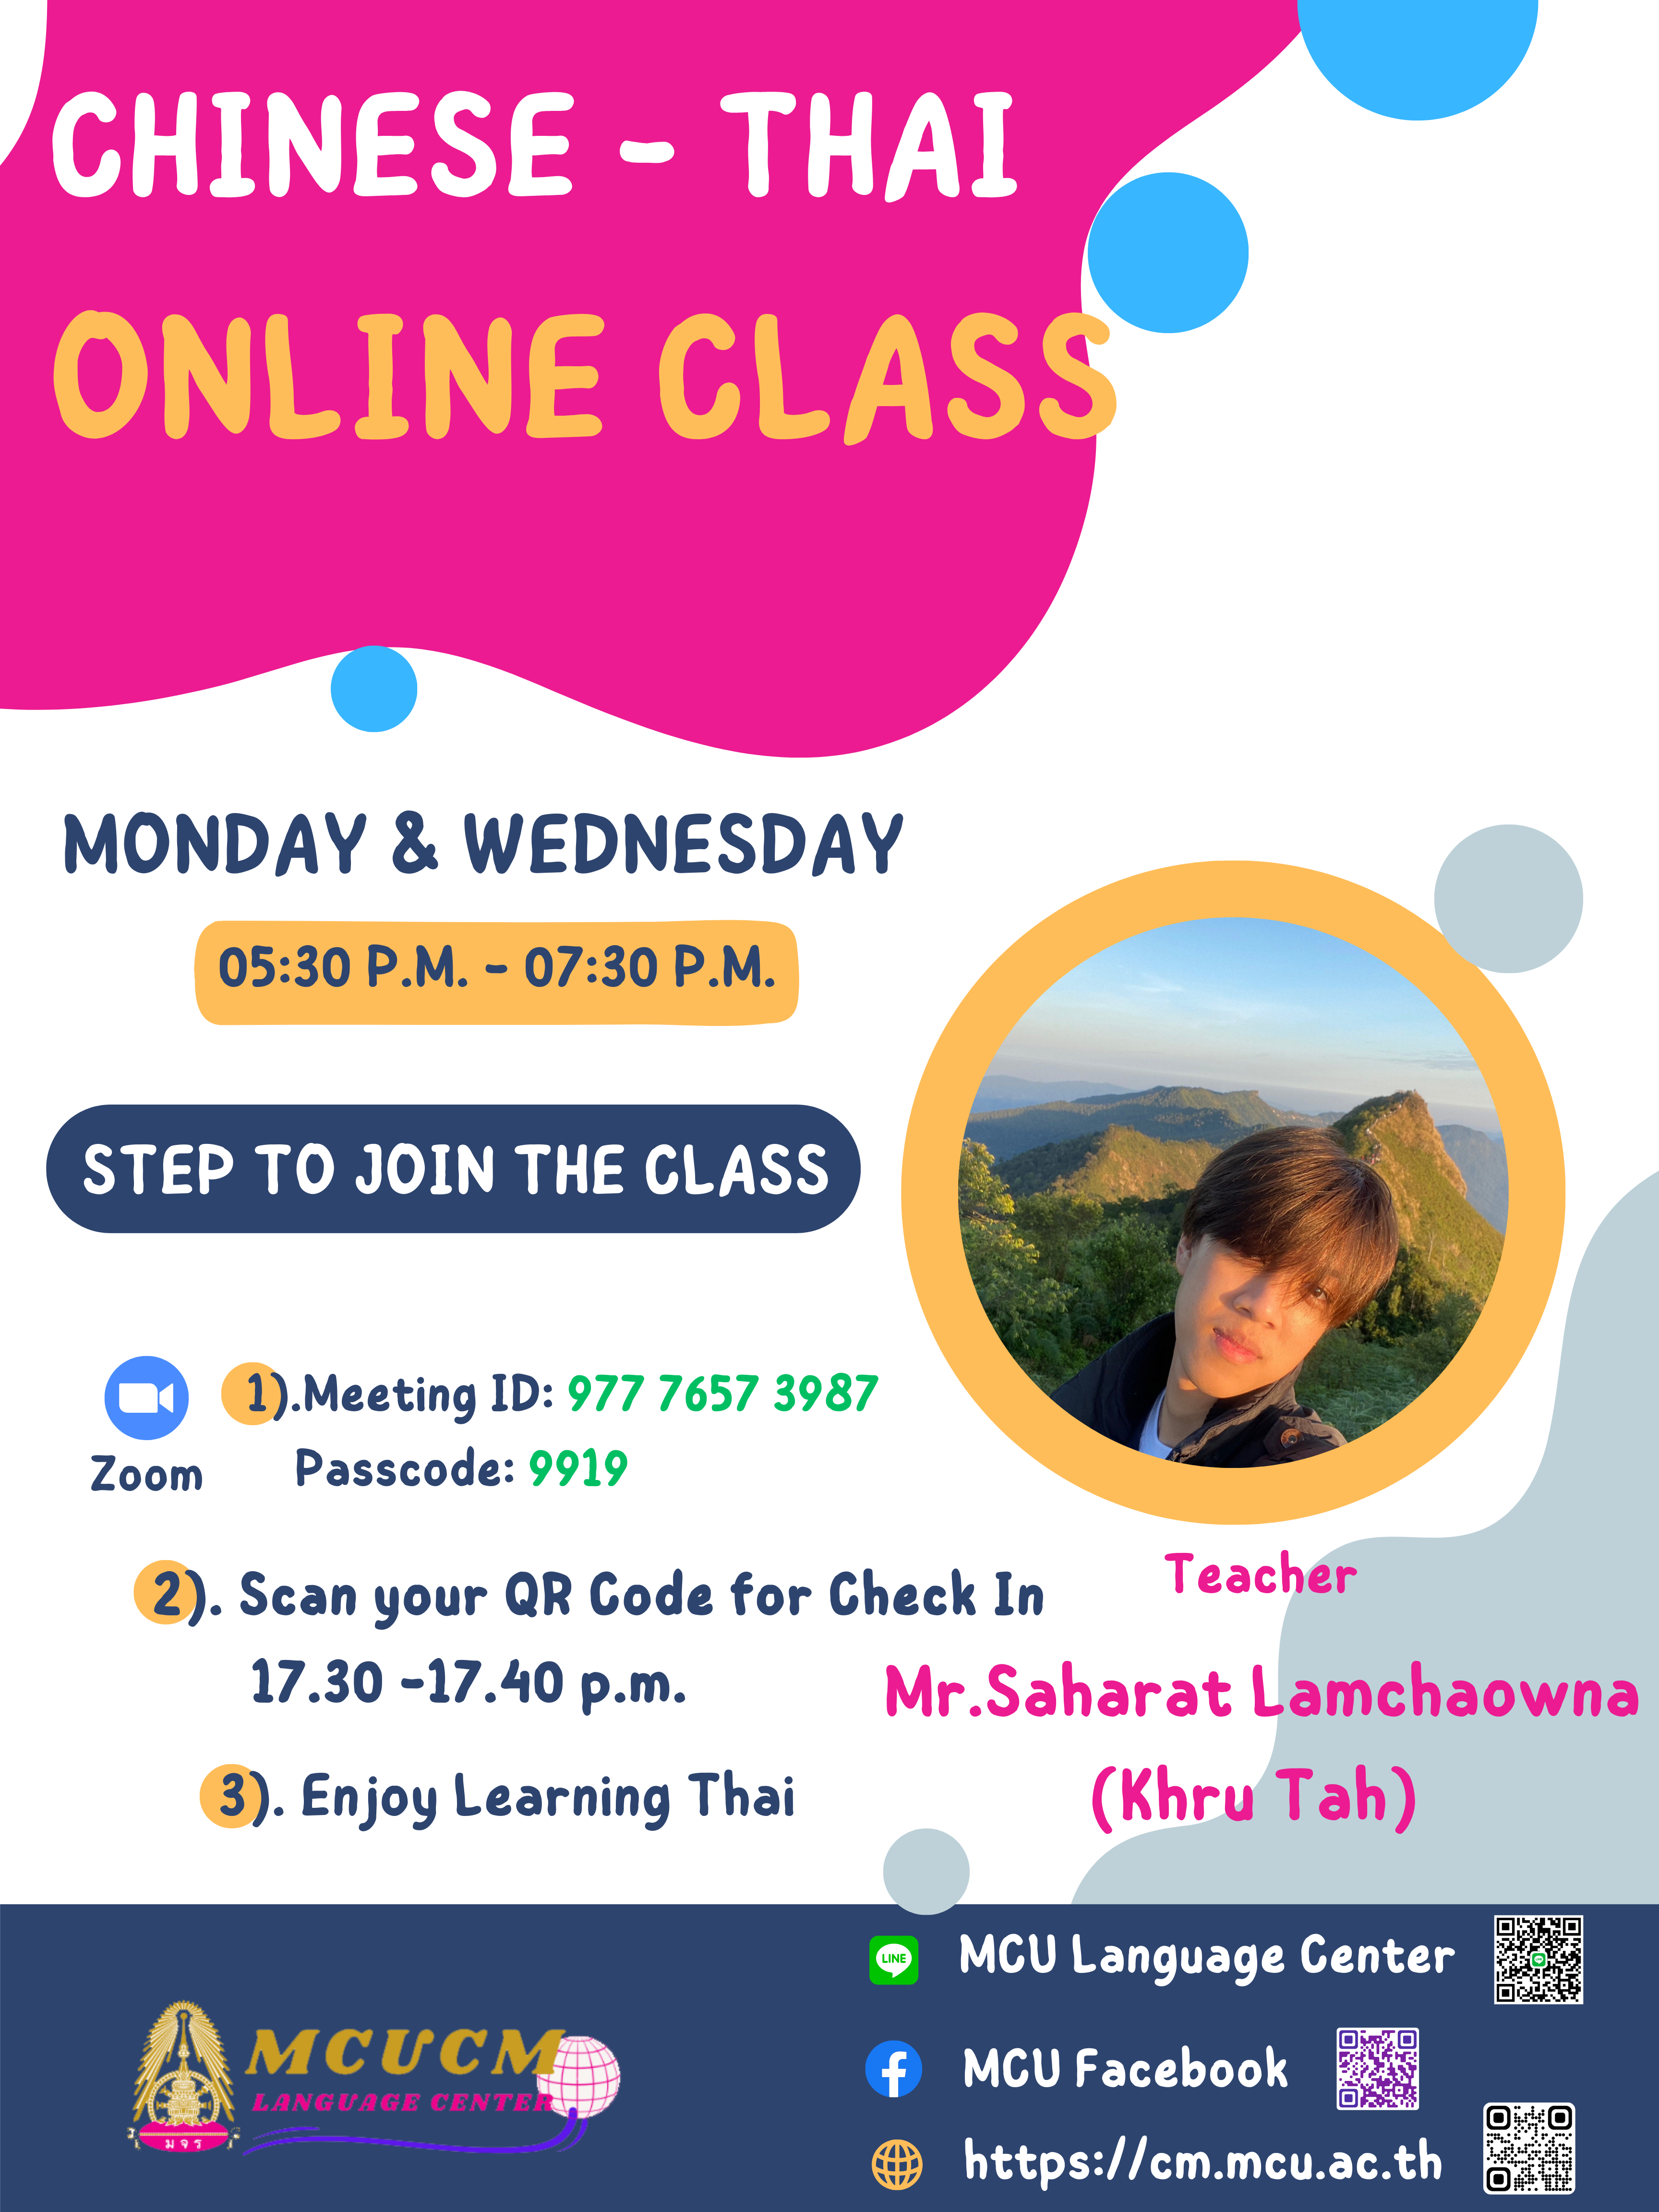 CHINESE - THAI
ONLINE CLASS
MONDAY & WEDNESDAY
05:30 P.M. - 07:30 P.M.
STEP TO JOIN THE CLASS
Zoom
1).Meeting ID: 977 7657 3987
Passcode: 9919
2). Scan your QR Code for Check In
17.30 -17.40 p.m.
3). Enjoy Learning Thai
Teacher
Mr.Saharat Lamchaowna
(Khru Tah)
มจร
MCUCM
LANGUAGE CENTER
LINE
MCU Language Center
MCU Facebook
https://cm.mcu.ac.th